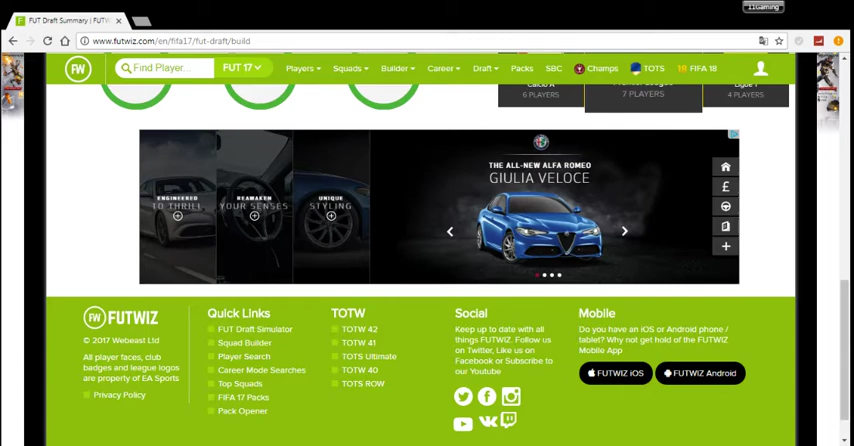 11Gaming
FUT Draft Summary | FUTW
www.futwiz.com/en/fifa17/fut-draft/build
FW
Find Player...
FUT 17
Players
Squads
Builder
Career
Draft
Packs
SBC
Champs
TOTS
FIFA 18
Calcio A
6 PLAYERS
7 PLAYERS
Ligue 1
4 PLAYERS
ENGINEERED
TO THRILL
REAWAKEN
YOUR SENSES
UNIQUE
STYLING
THE ALL-NEW ALFA ROMEO
GIULIA VELOCE
FW FUTWIZ
© 2017 Webeast Ltd
All player faces, club
badges and league logos
are property of EA Sports
Privacy Policy
Quick Links
FUT Draft Simulator
Squad Builder
Player Search
Career Mode Searches
Top Squads
FIFA 17 Packs
Pack Opener
TOTW
TOTW 42
TOTW 41
TOTS Ultimate
TOTW 40
TOTS ROW
Social
Keep up to date with all
things FUTWIZ. Follow us
on Twitter, Like us on
Facebook or Subscribe to
our Youtube
Mobile
Do you have an iOS or Android phone /
tablet? Why not get hold of the FUTWIZ
Mobile App
FUTWIZ iOS
FUTWIZ Android